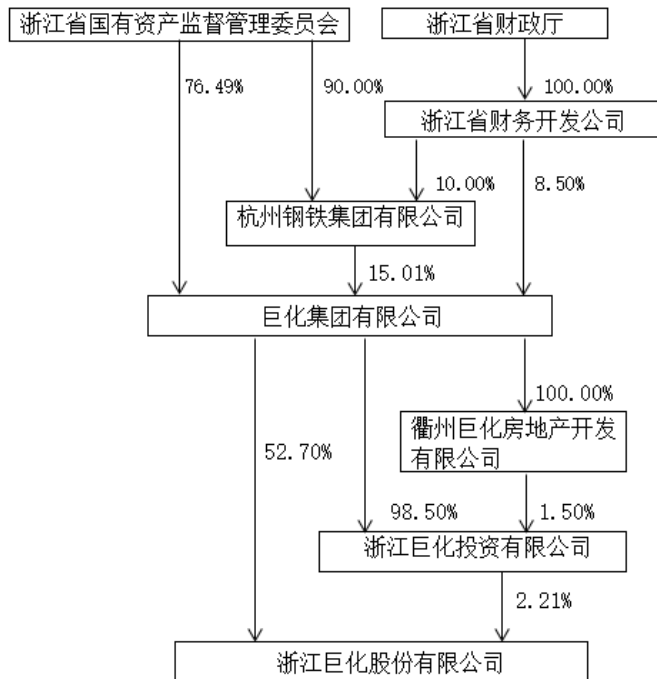 浙江省国有资产监督管理委员会
浙江省财政厅
76.49%
90.00%
100.00%
浙江省财务开发公司
10.00%
8.50%
杭州钢铁集团有限公司
15.01%
巨化集团有限公司
100.00%
衢州巨化房地产开发
有限公司
52.70%
98.50%
1.50%
浙江巨化投资有限公司
2.21%
浙江巨化股份有限公司